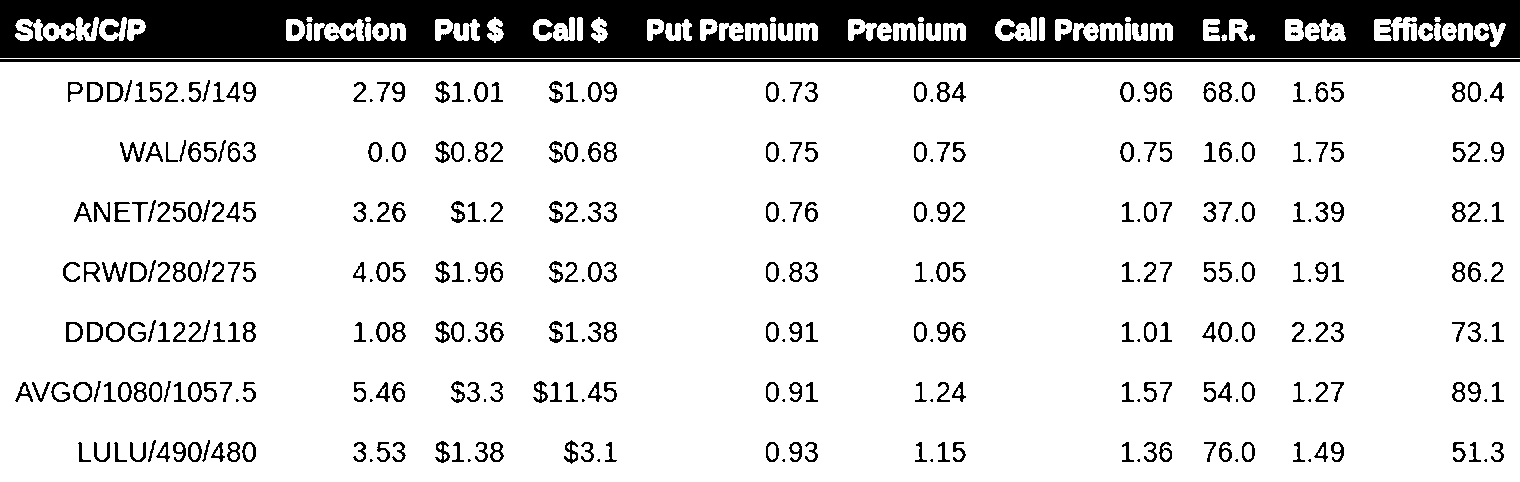 Stock/C/P Direction Put $ Call $ Put Premium Premium Call Premium E.R. Beta Efficiency
PDD/152.5/149 2.79 $1.01 $1.09 0.73 0.84 0.96 68.0 1.65 80.4
WAL/65/63 0.0 $0.82 $0.68 0.75 0.75 0.75 16.0 1.75 52.9
ANET/250/245 3.26 $1.2 $2.33 0.76 0.92 1.07 37.0 1.39 82.1
CRWD/280/275 4.05 $1.96 $2.03 0.83 1.05 1.27 55.0 1.91 86.2
DDOG/122/118 1.08 $0.36 $1.38 0.91 0.96 1.01 40.0 2.23 73.1
AVGO/1080/1057.5 5.46 $3.3 $11.45 0.91 1.24 1.57 54.0 1.27 89.1
LULU/490/480 3.53 $1.38 $3.1 0.93 1.15 1.36 76.0 1.49 51.3